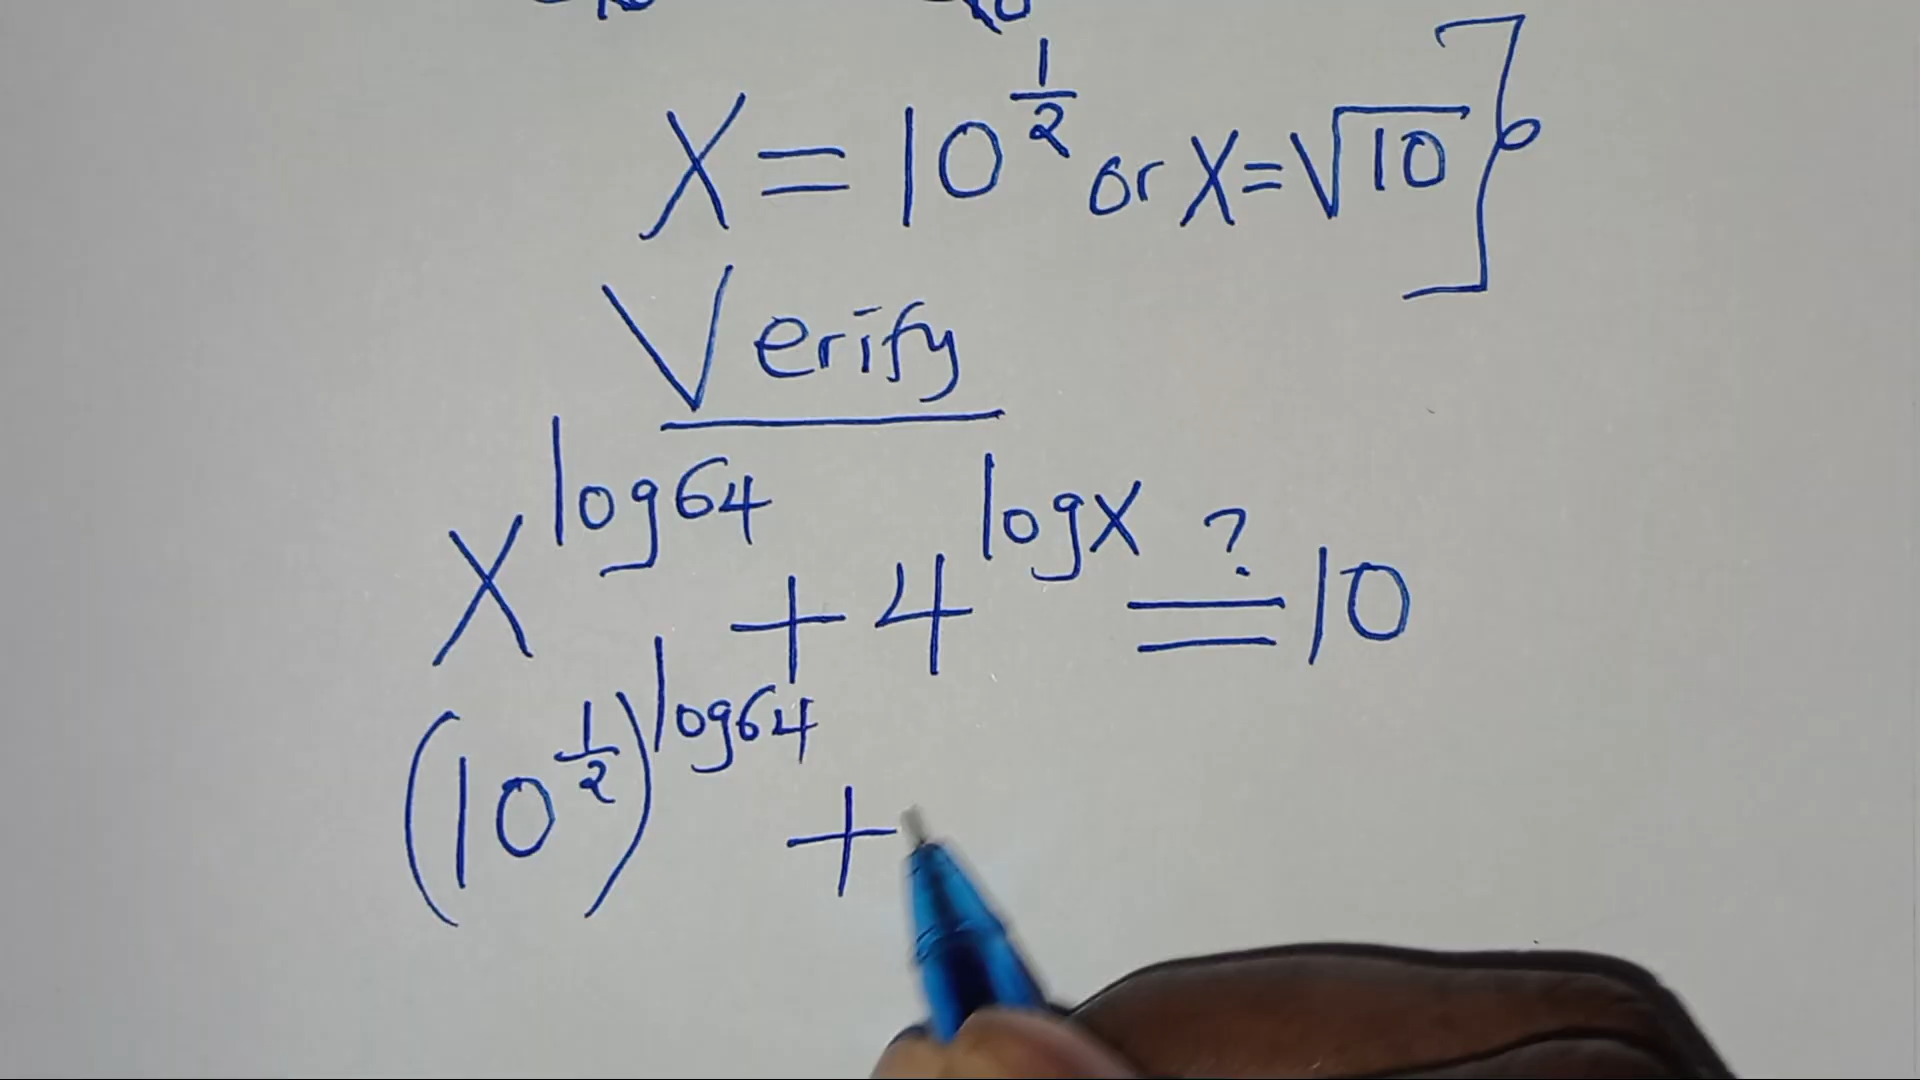 X = 10^{1/2} or X = √10
Verify
X^{log64} + 4^{logX} ?= 10
(10^{1/2})^{log64} +